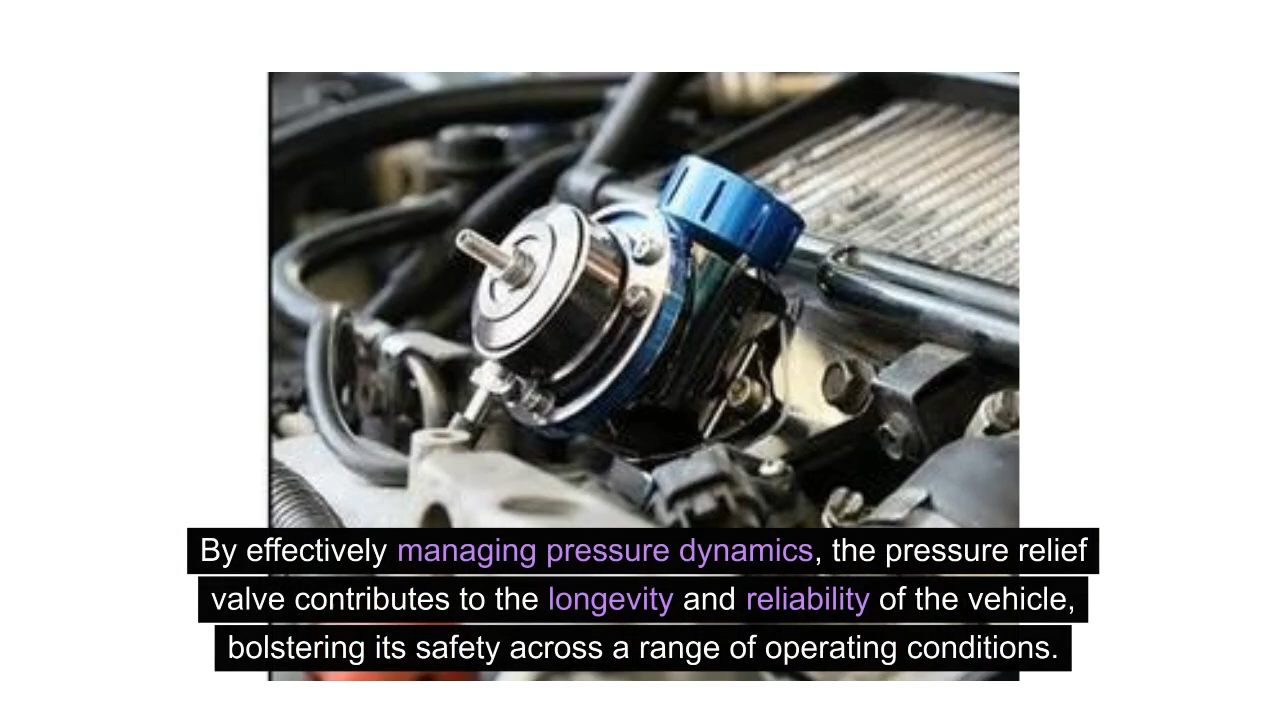 By effectively managing pressure dynamics, the pressure relief
valve contributes to the longevity and reliability of the vehicle,
bolstering its safety across a range of operating conditions.